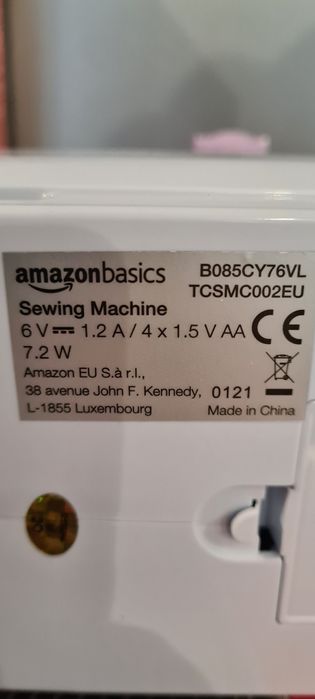 amazonbasics B085CY76VL
TCSMC002EU
Sewing Machine
6 V⎓ 1.2 A / 4 x 1.5 V AA CE
7.2 W
Amazon EU S.à r.l.,
38 avenue John F. Kennedy, 0121
L-1855 Luxembourg Made in China